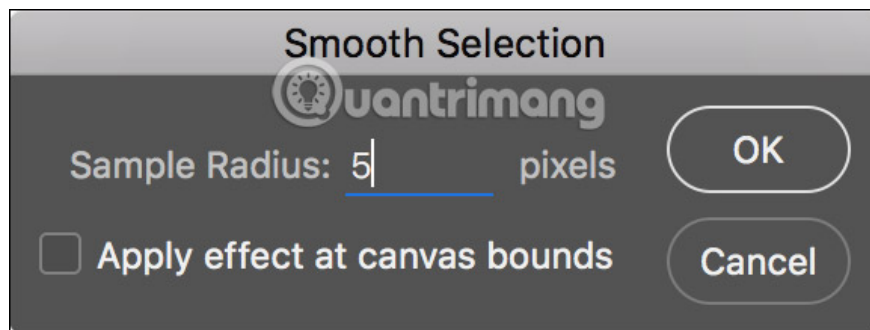 Smooth Selection
Quantrimang
Sample Radius: 5 pixels
OK
Apply effect at canvas bounds
Cancel